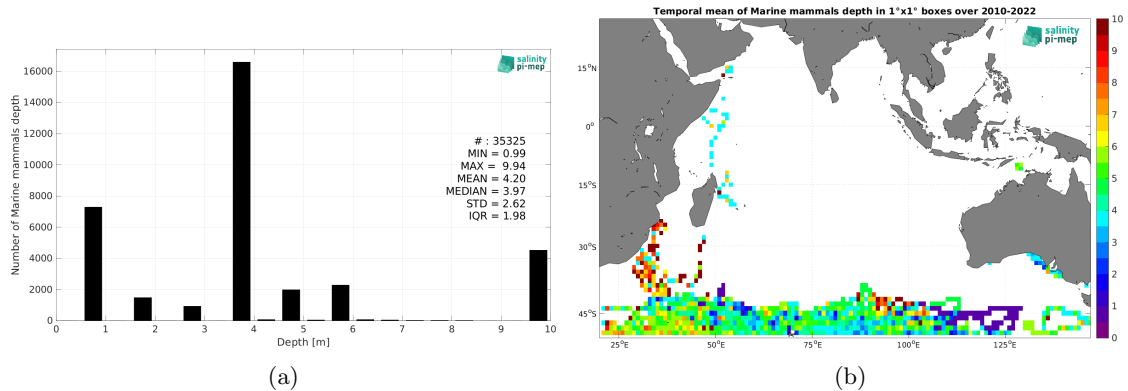 salinity
pi-mep
Number of Marine mammals depth
16000
14000
12000
10000
8000
6000
4000
2000
0
# : 35325
MIN = 0.99
MAX = 9.94
MEAN = 4.20
MEDIAN = 3.97
STD = 2.62
IQR = 1.98
0 1 2 3 4 5 6 7 8 9 10
Depth [m]
(a)
Temporal mean of Marine mammals depth in 1°x1° boxes over 2010-2022
salinity
pi-mep
15°N
0°
15°S
30°S
45°S
25°E 50°E 75°E 100°E 125°E
10
9
8
7
6
5
4
3
2
1
0
(b)